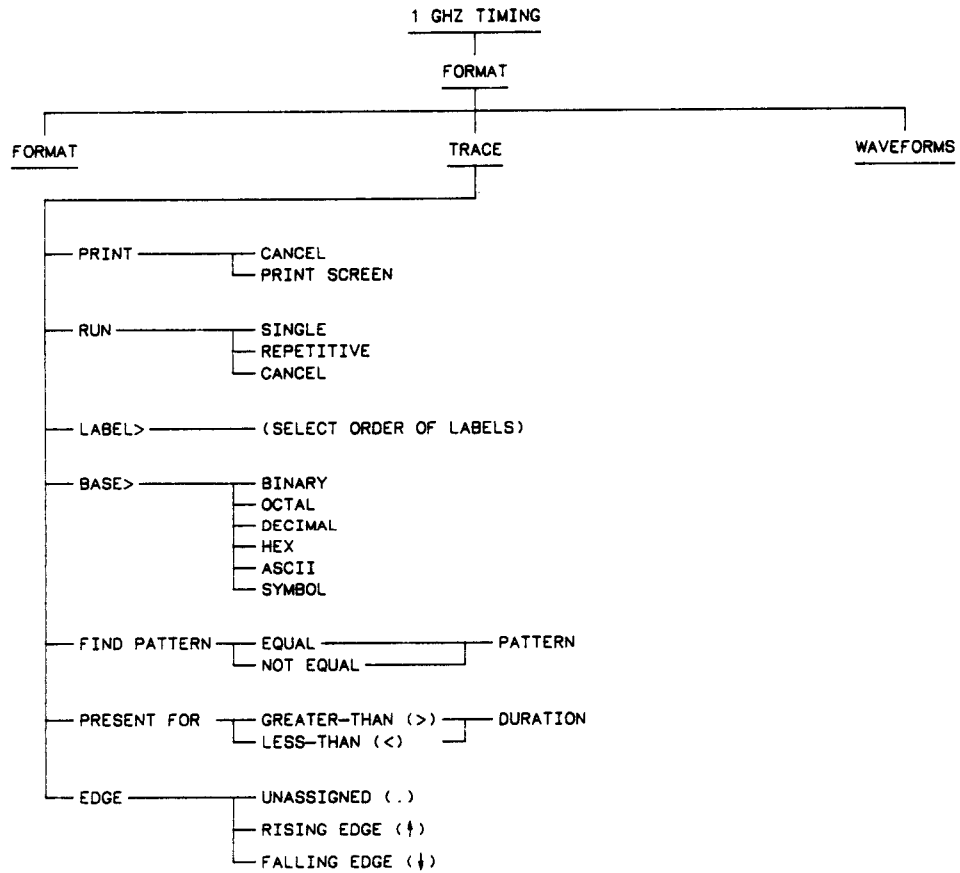 1 GHZ TIMING
FORMAT
FORMAT TRACE WAVEFORMS
PRINT CANCEL
PRINT SCREEN
RUN SINGLE
REPETITIVE
CANCEL
LABEL> (SELECT ORDER OF LABELS)
BASE> BINARY
OCTAL
DECIMAL
HEX
ASCII
SYMBOL
FIND PATTERN EQUAL PATTERN
NOT EQUAL
PRESENT FOR GREATER-THAN (>) DURATION
LESS-THAN (<)
EDGE UNASSIGNED (.)
RISING EDGE (↑)
FALLING EDGE (↓)